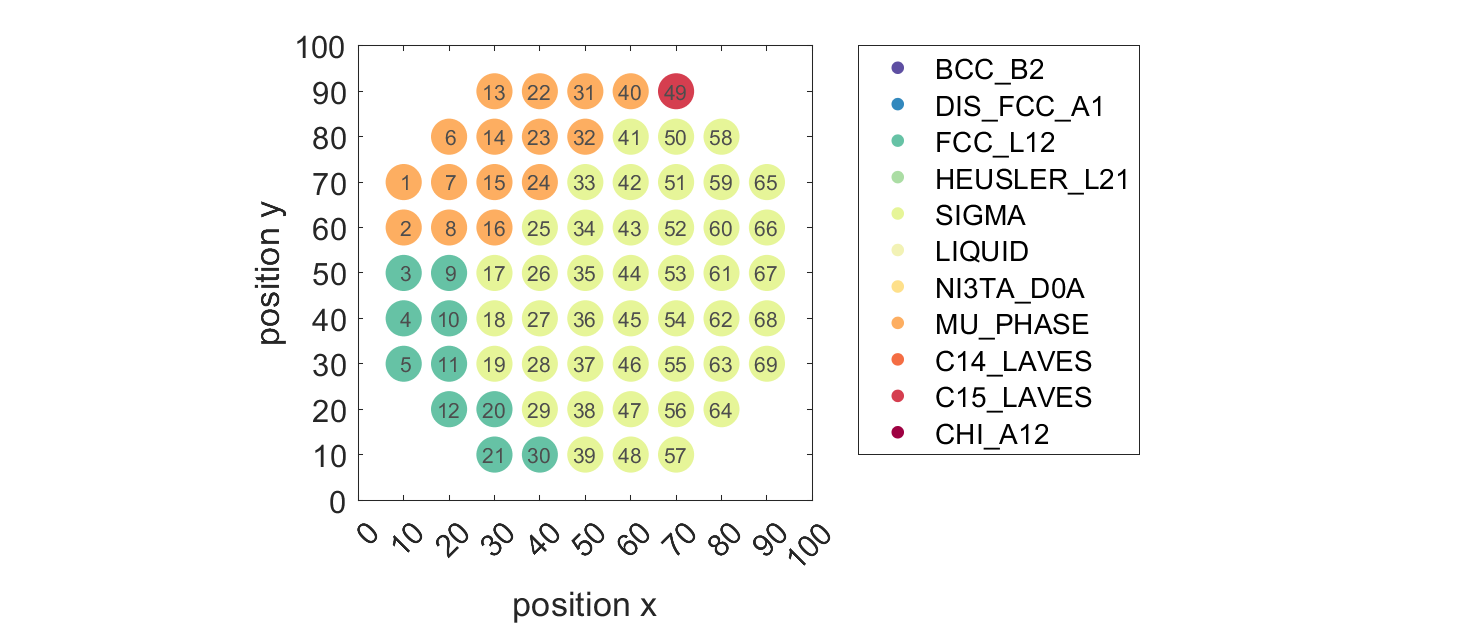 100
90
80
70
60
50
40
30
20
10
0
position y
13 22 31 40 49
6 14 23 32 41 50 58
1 7 15 24 33 42 51 59 65
2 8 16 25 34 43 52 60 66
3 9 17 26 35 44 53 61 67
4 10 18 27 36 45 54 62 68
5 11 19 28 37 46 55 63 69
12 20 29 38 47 56 64
21 30 39 48 57
0 10 20 30 40 50 60 70 80 90 100
position x
BCC_B2
DIS_FCC_A1
FCC_L12
HEUSLER_L21
SIGMA
LIQUID
NI3TA_D0A
MU_PHASE
C14_LAVES
C15_LAVES
CHI_A12